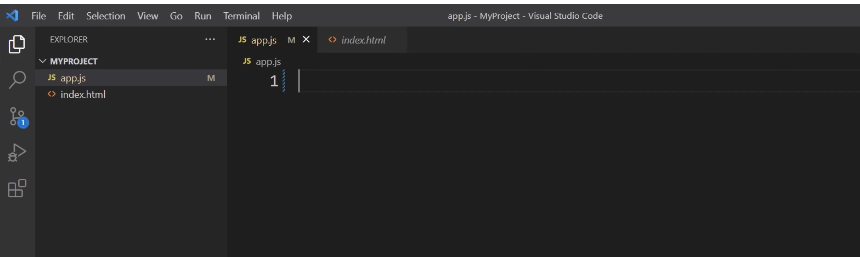 File Edit Selection View Go Run Terminal Help app.js - MyProject - Visual Studio Code
EXPLORER ...
MYPROJECT
JS app.js M
<> index.html
1
JS app.js M × <> index.html
JS app.js
1